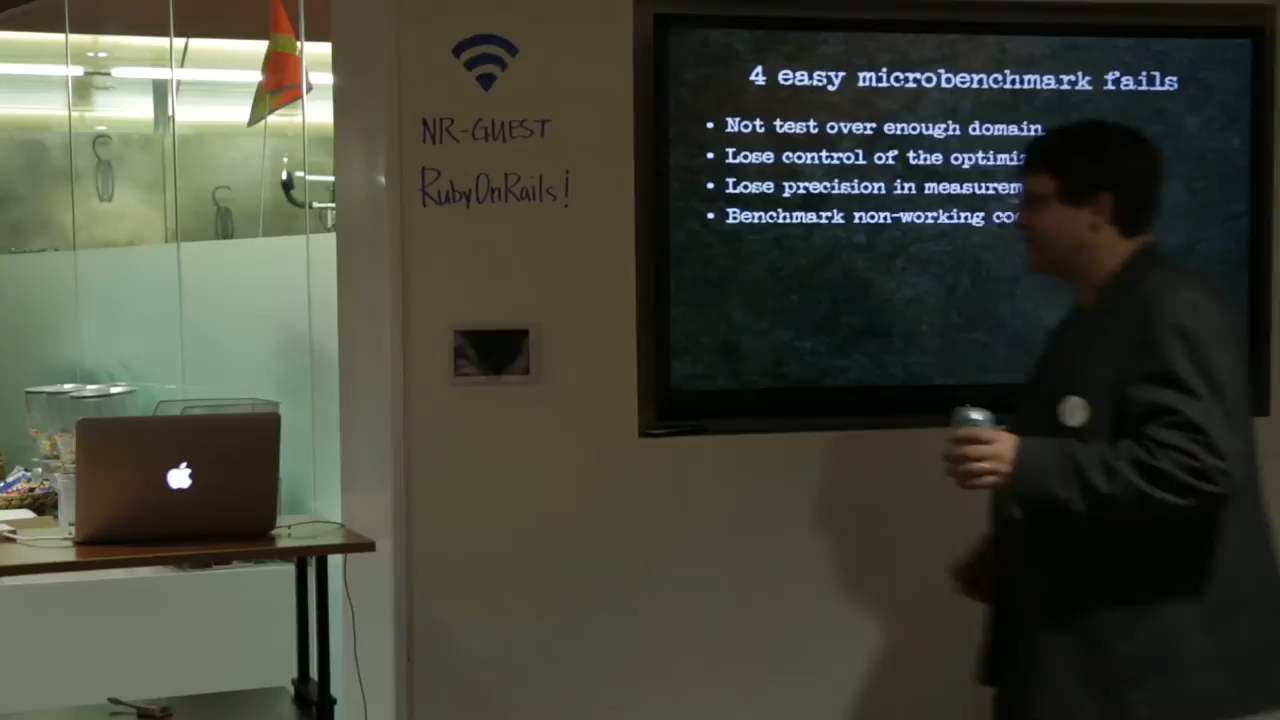 NR-GUEST
RubyOnRails!
4 easy microbenchmark fails
• Not test over enough domain
• Lose control of the
• Lose precision in
• Benchmark non-working